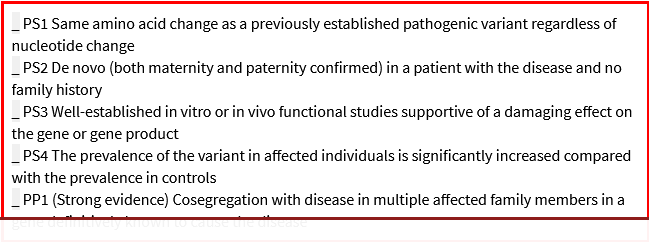 _ PS1 Same amino acid change as a previously established pathogenic variant regardless of
nucleotide change
_ PS2 De novo (both maternity and paternity confirmed) in a patient with the disease and no
family history
_ PS3 Well-established in vitro or in vivo functional studies supportive of a damaging effect on
the gene or gene product
_ PS4 The prevalence of the variant in affected individuals is significantly increased compared
with the prevalence in controls
_ PP1 (Strong evidence) Cosegregation with disease in multiple affected family members in a
gene definitively known to cause the disease